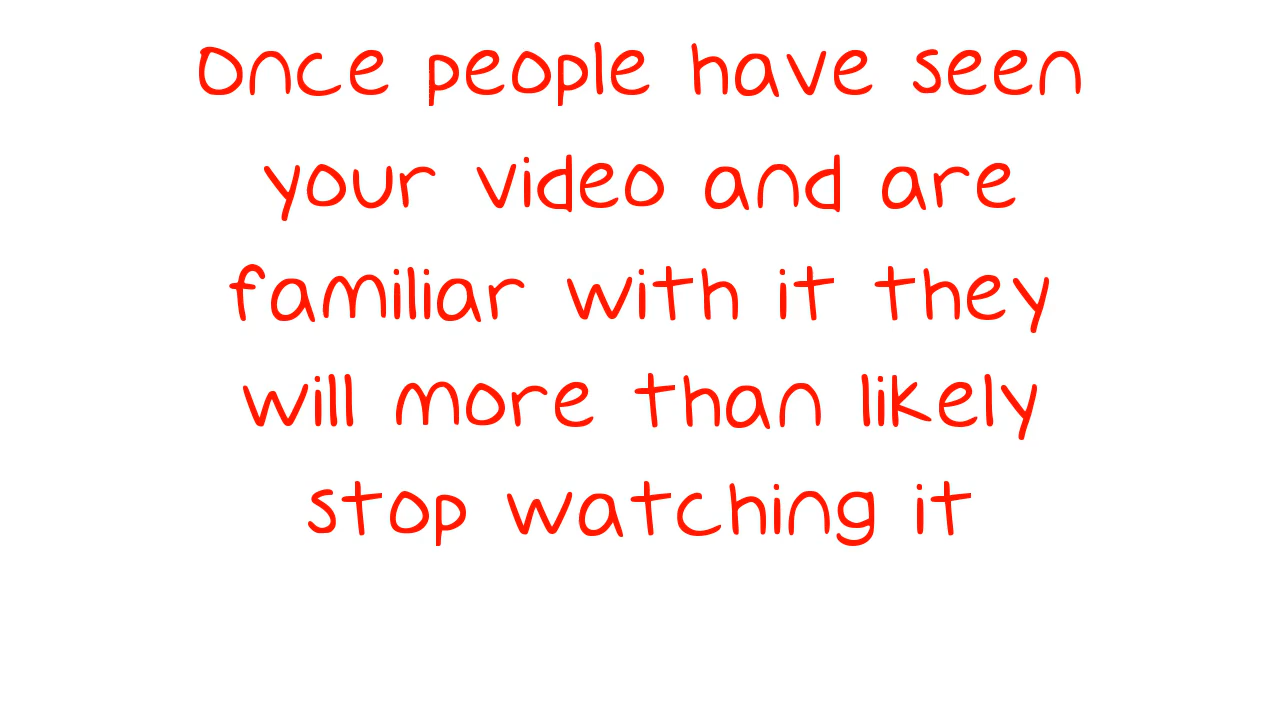 Once people have seen
your video and are
familiar with it they
will more than likely
stop watching it